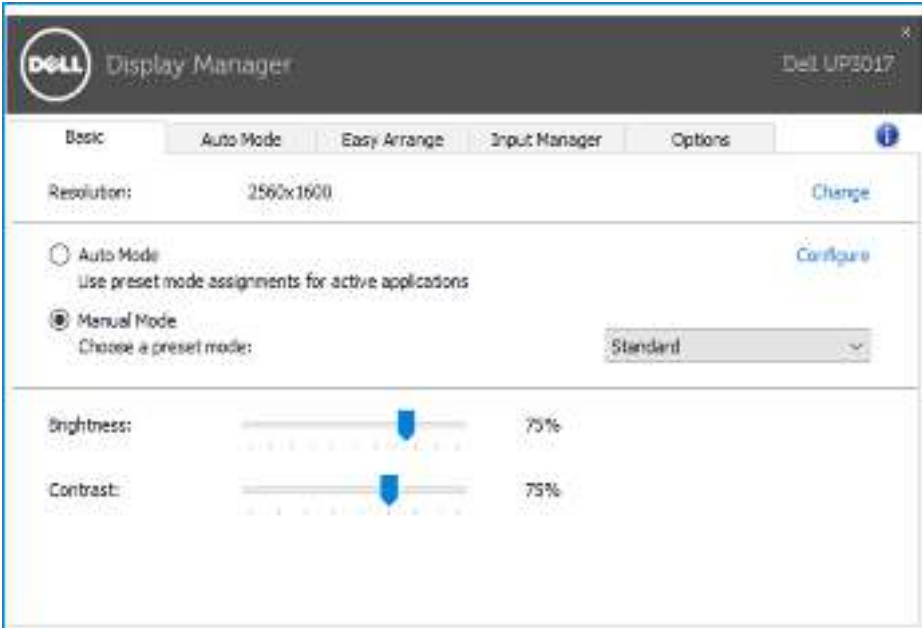 DELL Display Manager
Dell UP3017
Basic Auto Mode Easy Arrange Input Manager Options
Resolution: 2560x1600 Change
Auto Mode Configure
Use preset mode assignments for active applications
Manual Mode
Choose a preset mode: Standard
Brightness: 75%
Contrast: 75%